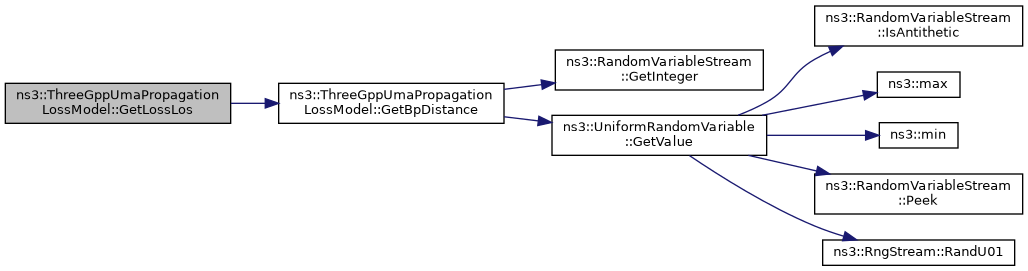 ns3::ThreeGppUmaPropagation
LossModel::GetLossLos
ns3::ThreeGppUmaPropagation
LossModel::GetBpDistance
ns3::RandomVariableStream
::GetInteger
ns3::UniformRandomVariable
::GetValue
ns3::RandomVariableStream
::IsAntithetic
ns3::max
ns3::min
ns3::RandomVariableStream
::Peek
ns3::RngStream::RandU01